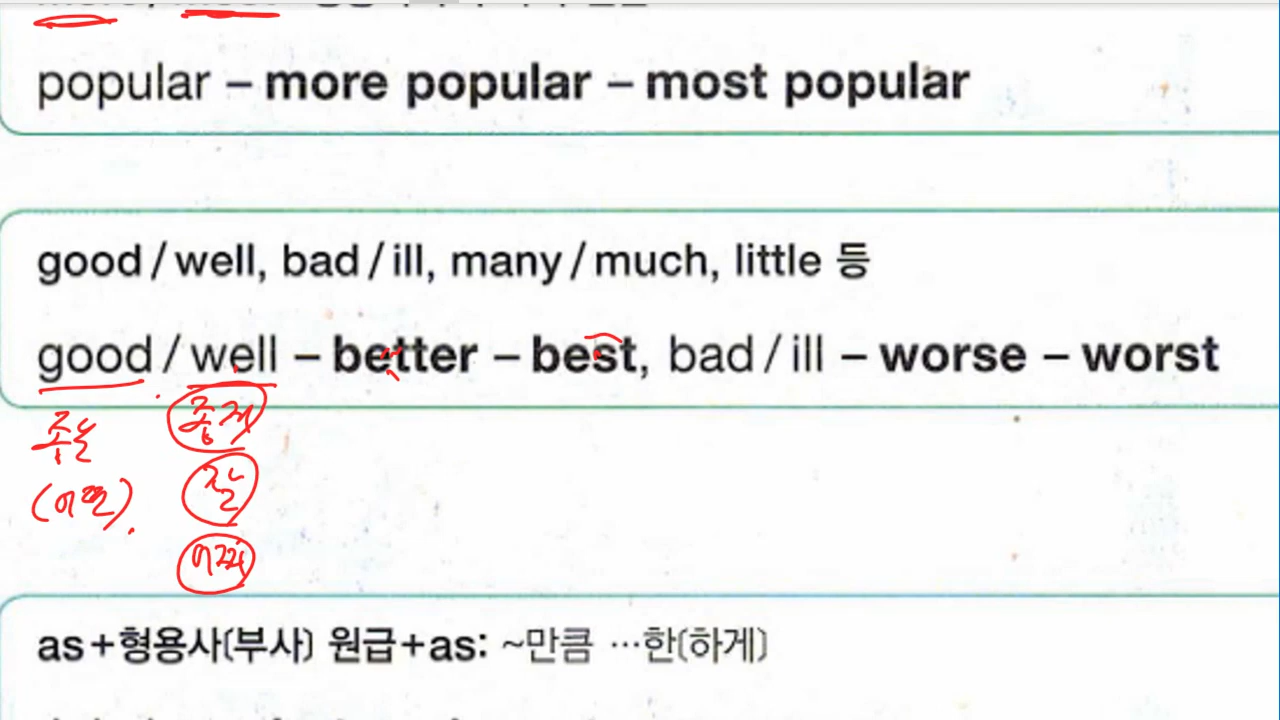 popular – more popular – most popular
good / well, bad / ill, many / much, little 등
good / well – better – best, bad / ill – worse – worst
좋은 좋게
(어떤) 잘
as+형용사(부사) 원급+as: ~만큼 …한(하게)